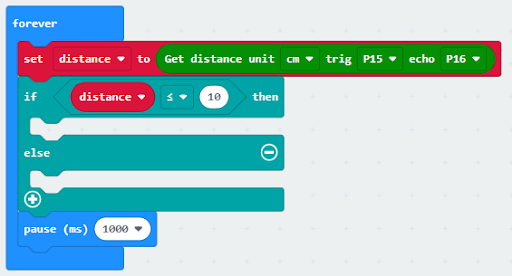 forever
set distance to Get distance unit cm trig P15 echo P16
if distance ≤ 10 then
else
pause (ms) 1000